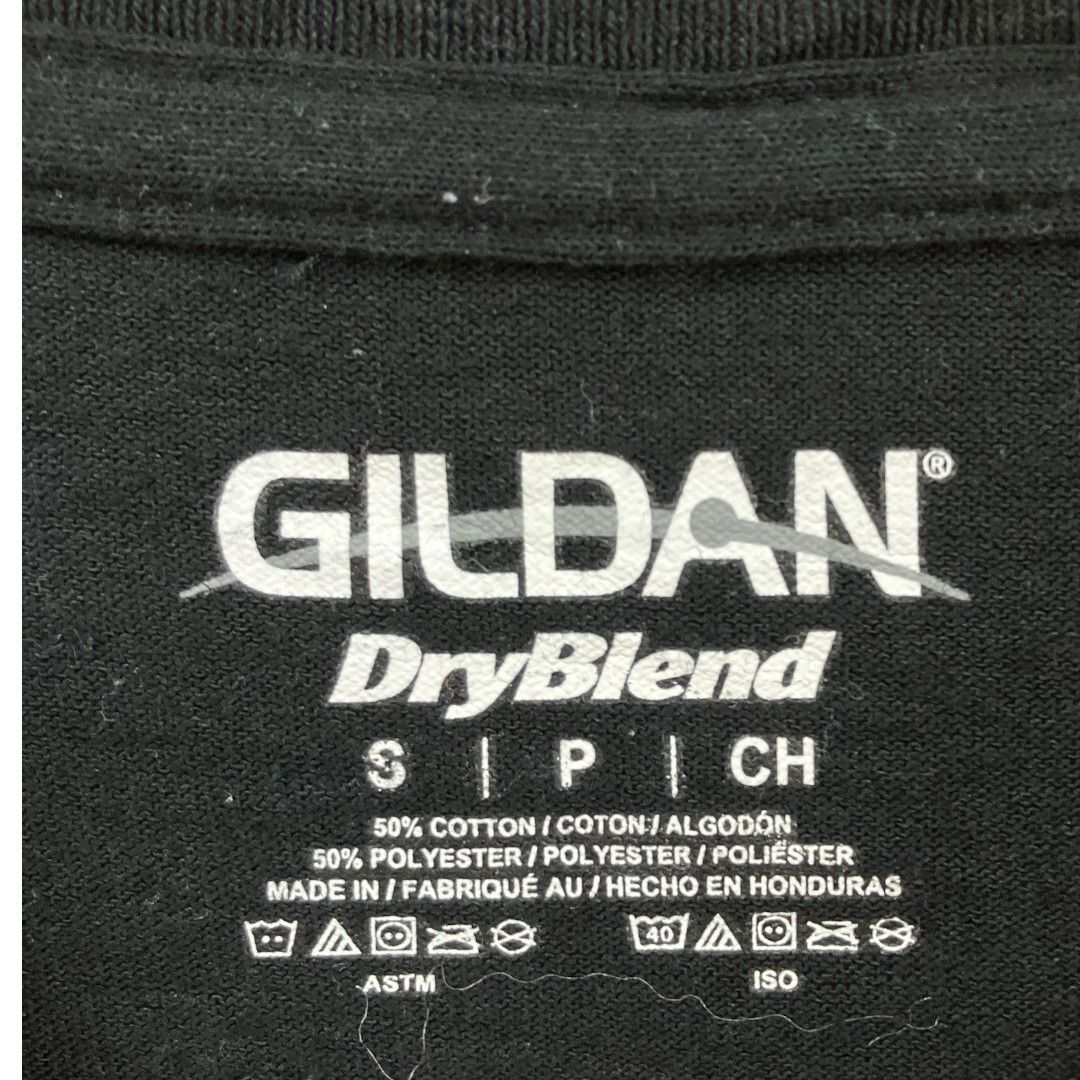 GILDAN®
DryBlend
S | P | CH
50% COTTON / COTON / ALGODÓN
50% POLYESTER / POLYESTER / POLIÉSTER
MADE IN / FABRIQUÉ AU / HECHO EN HONDURAS
40
ASTM ISO